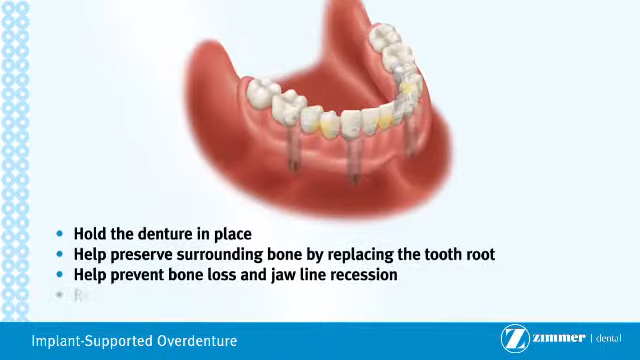 • Hold the denture in place
• Help preserve surrounding bone by replacing the tooth root
• Help prevent bone loss and jaw line recession
Implant-Supported Overdenture
Z zimmer | dental